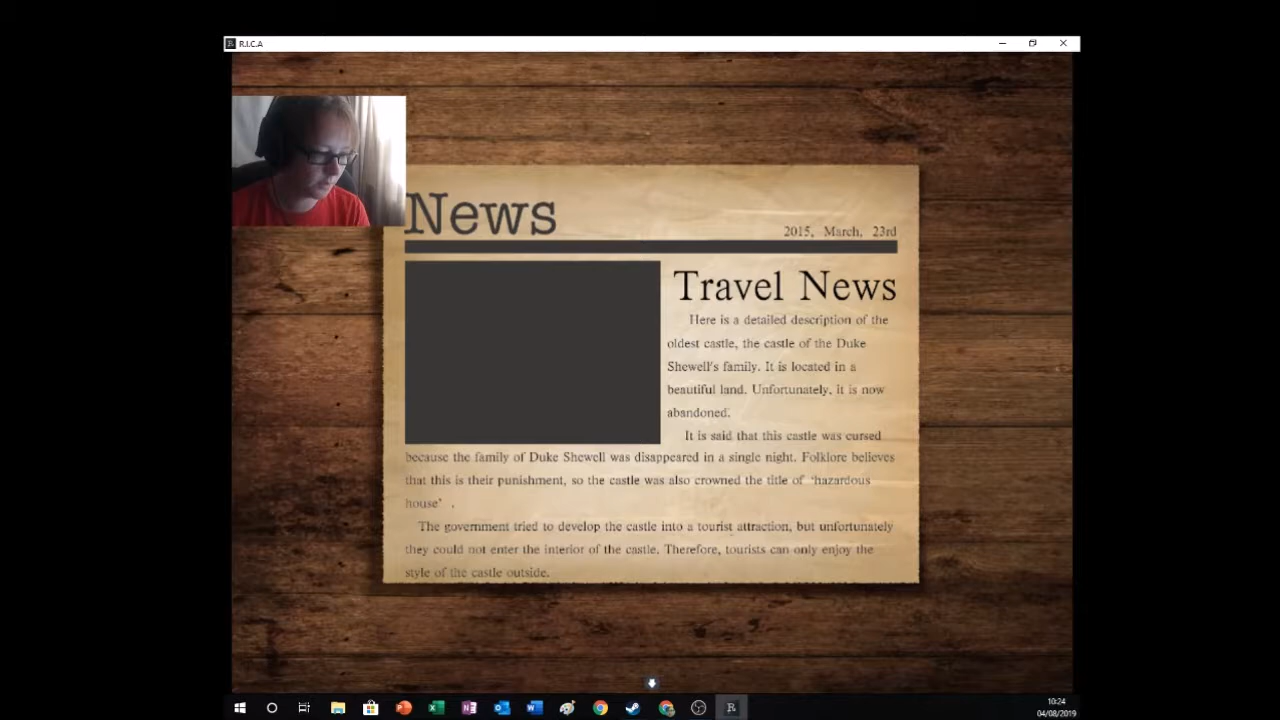 R.I.C.A
News
2015, March, 23rd
Travel News
Here is a detailed description of the
oldest castle, the castle of the Duke
Shewell's family. It is located in a
beautiful land. Unfortunately, it is now
abandoned.
It is said that this castle was cursed
because the family of Duke Shewell was disappeared in a single night. Folklore believes
that this is their punishment, so the castle was also crowned the title of 'hazardous
house' .
The government tried to develop the castle into a tourist attraction, but unfortunately
they could not enter the interior of the castle. Therefore, tourists can only enjoy the
style of the castle outside.
10:24
04/08/2019